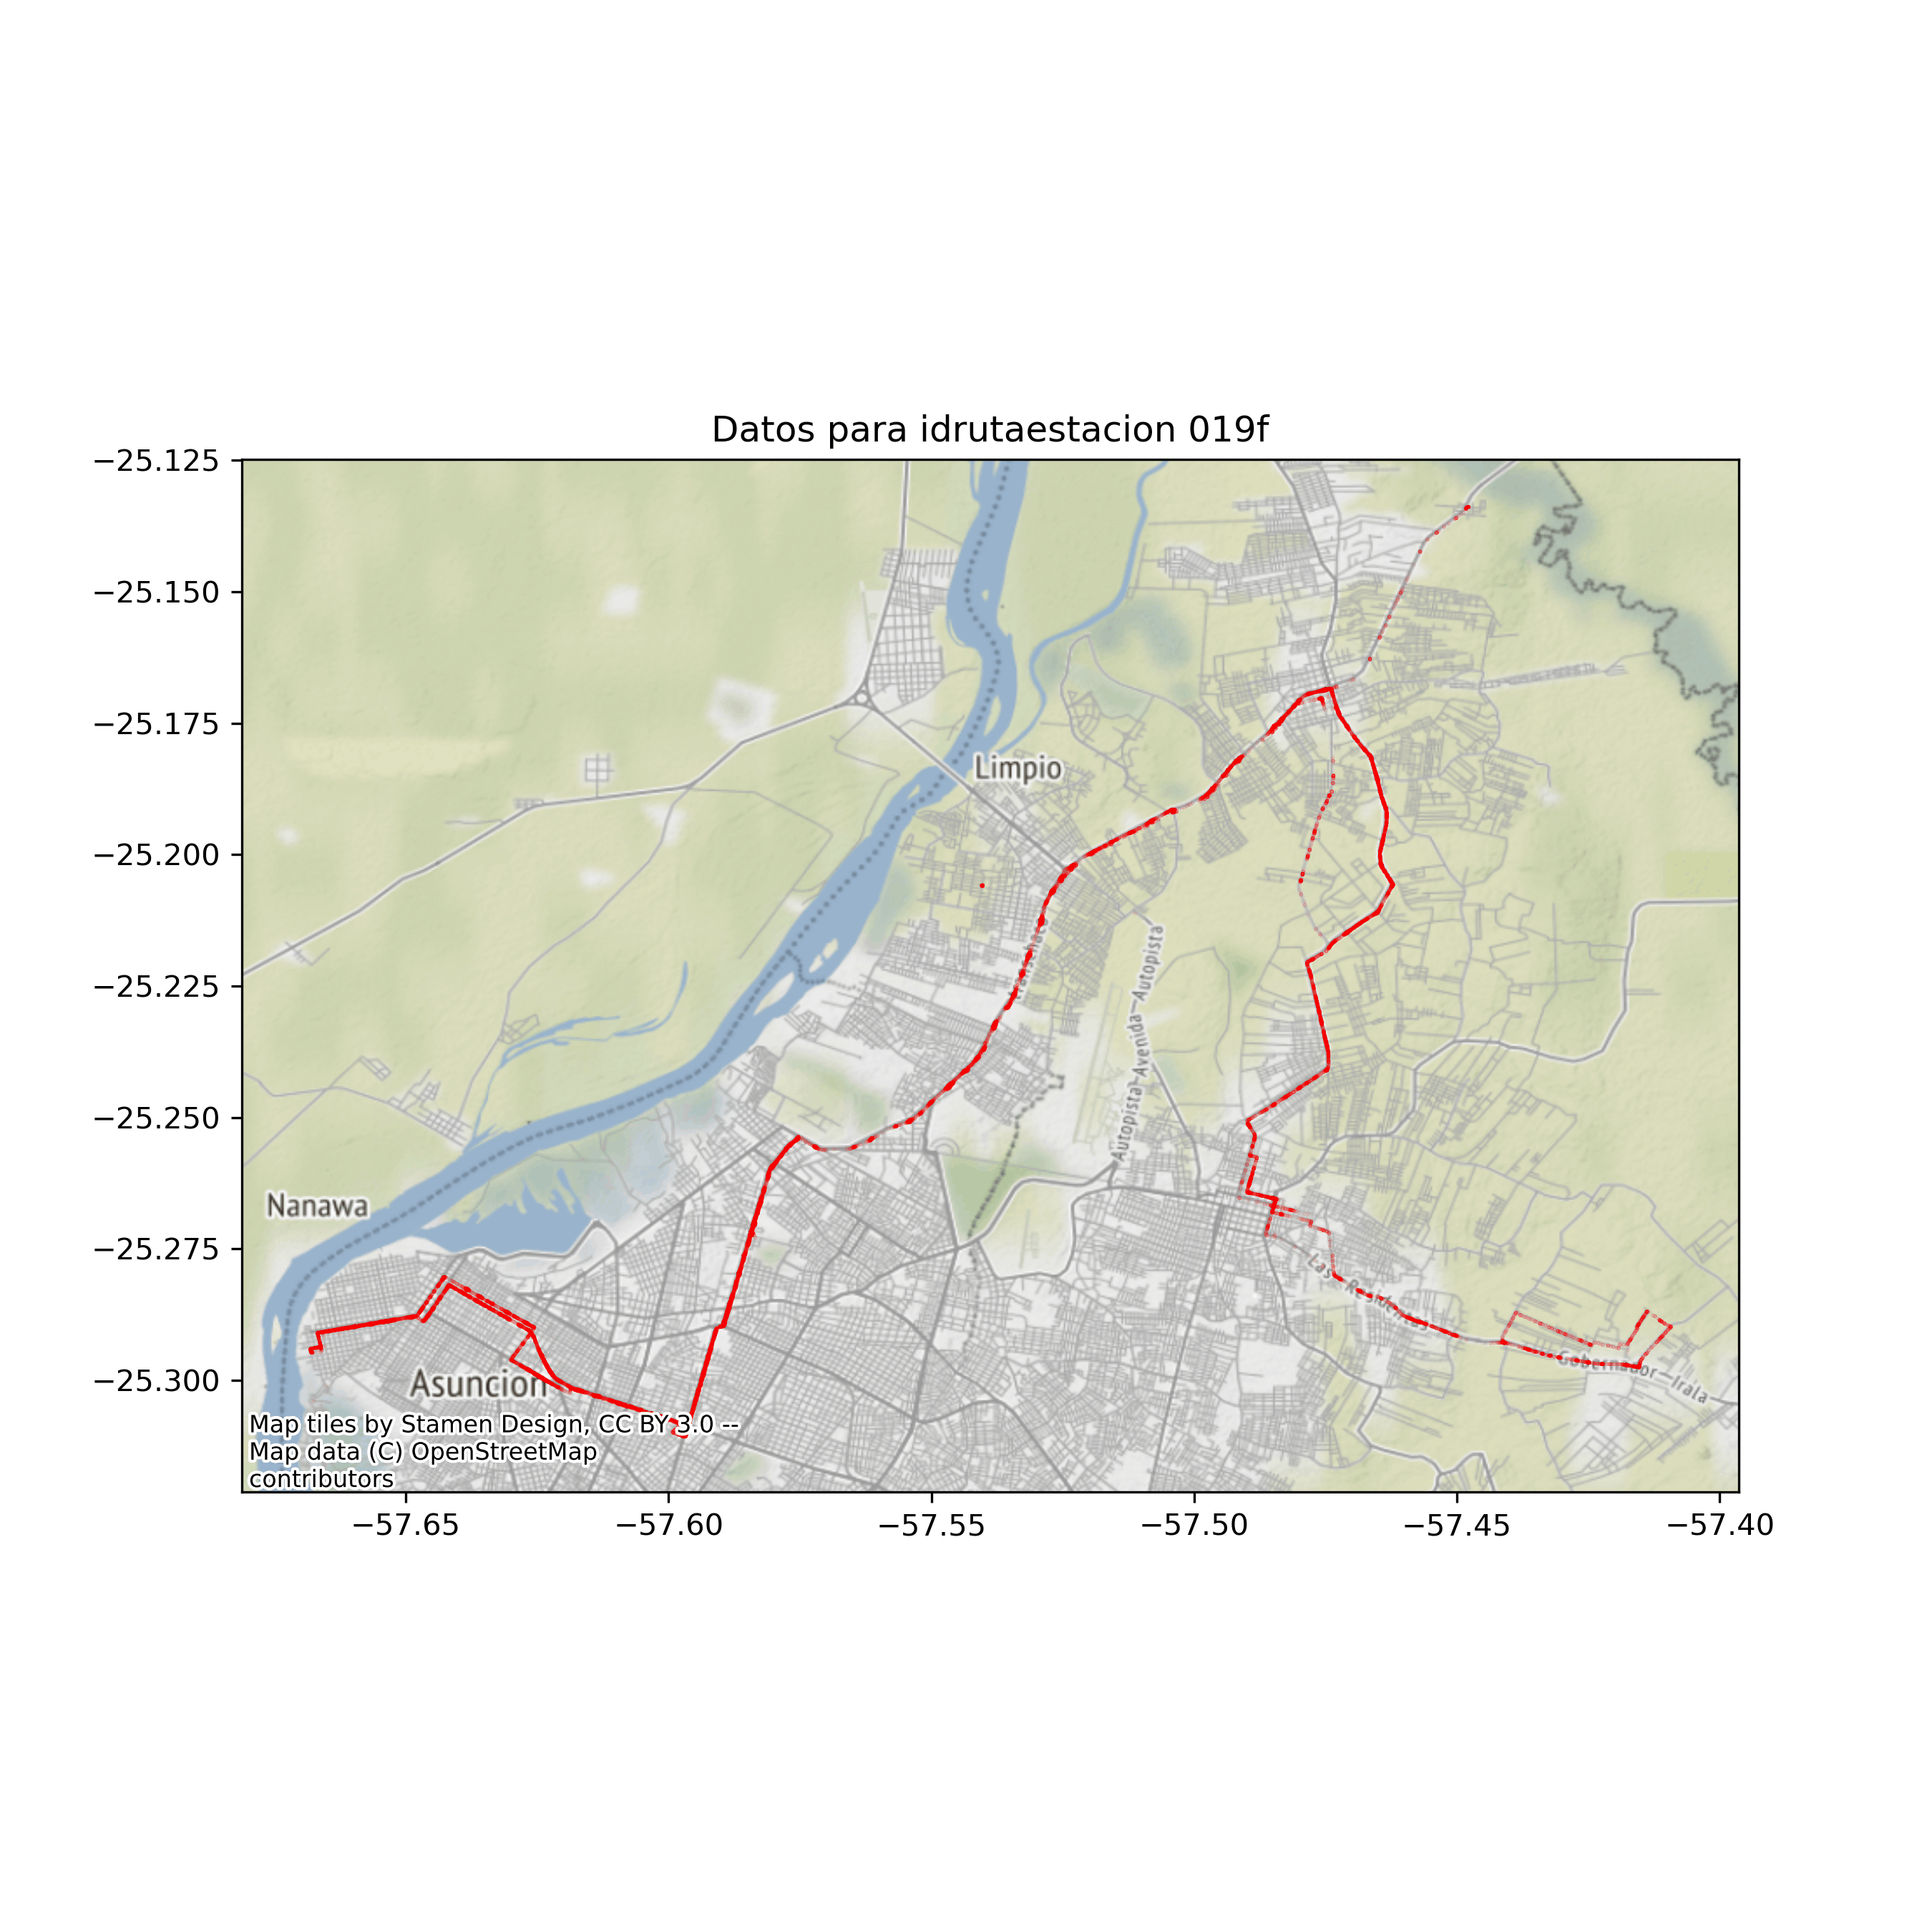 Datos para idrutaestacion 019f
−25.125
−25.150
−25.175
−25.200
−25.225
−25.250
−25.275
−25.300
Limpio
Autopista—Avenida—Autopista
Nanawa
Las Residentas
Gobernador—Irala
Asuncion
Map tiles by Stamen Design, CC BY 3.0 --
Map data (C) OpenStreetMap
contributors
−57.65
−57.60
−57.55
−57.50
−57.45
−57.40